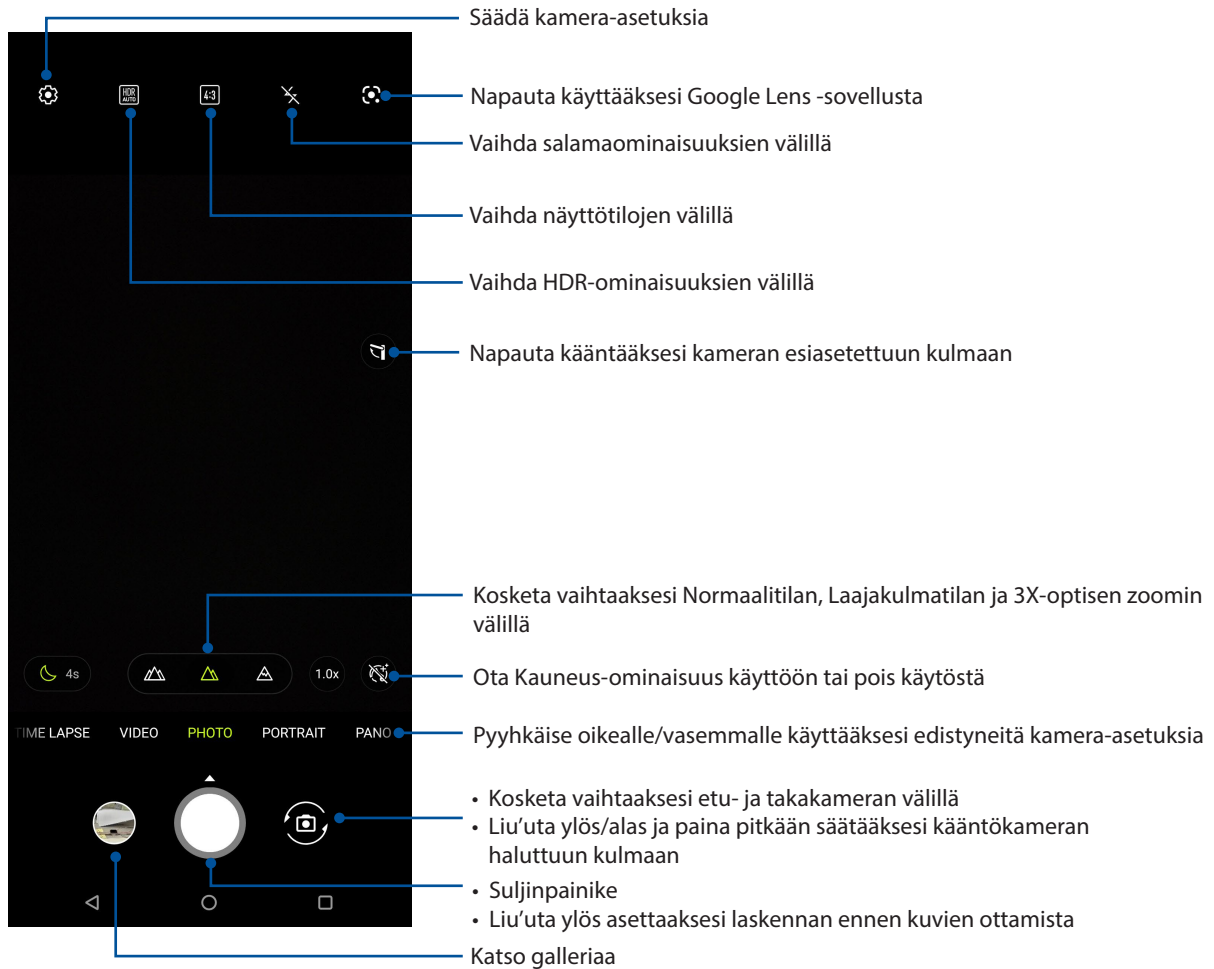 Säädä kamera-asetuksia
HDR
AUTO
4:3
Napauta käyttääksesi Google Lens -sovellusta
Vaihda salamaominaisuuksien välillä
Vaihda näyttötilojen välillä
Vaihda HDR-ominaisuuksien välillä
Napauta kääntääksesi kameran esiasetettuun kulmaan
Kosketa vaihtaaksesi Normaalitilan, Laajakulmatilan ja 3X-optisen zoomin
välillä
4s
1.0x
Ota Kauneus-ominaisuus käyttöön tai pois käytöstä
TIME LAPSE VIDEO PHOTO PORTRAIT PANO
Pyyhkäise oikealle/vasemmalle käyttääksesi edistyneitä kamera-asetuksia
• Kosketa vaihtaaksesi etu- ja takakameran välillä
• Liu’uta ylös/alas ja paina pitkään säätääksesi kääntökameran
haluttuun kulmaan
• Suljinpainike
• Liu’uta ylös asettaaksesi laskennan ennen kuvien ottamista
Katso galleriaa